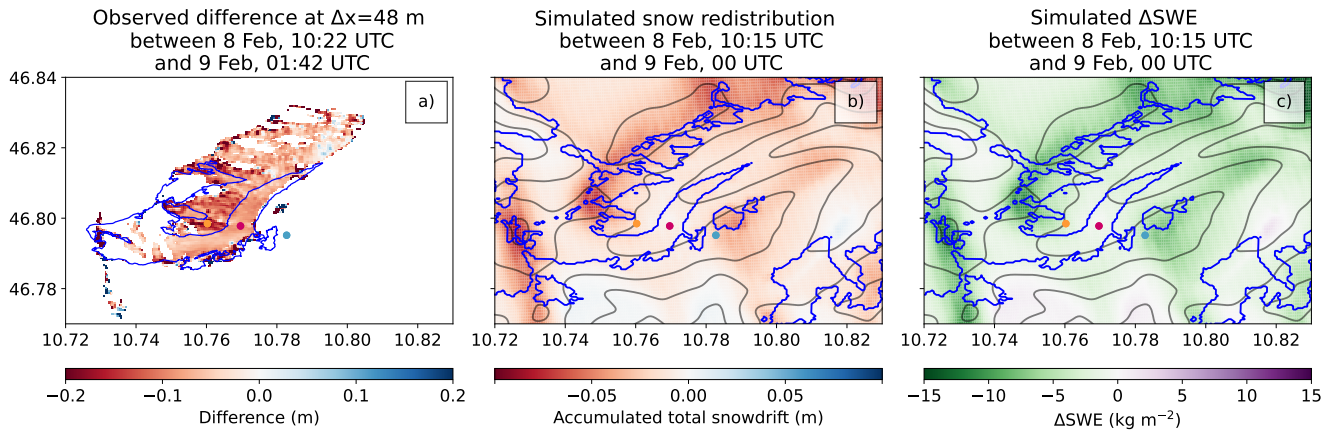 Observed difference at Δx=48 m
between 8 Feb, 10:22 UTC
and 9 Feb, 01:42 UTC
46.84
46.82
46.80
46.78
a)
10.72 10.74 10.76 10.78 10.80 10.82
−0.2 −0.1 0.0 0.1 0.2
Difference (m)
Simulated snow redistribution
between 8 Feb, 10:15 UTC
and 9 Feb, 00 UTC
b)
10.72 10.74 10.76 10.78 10.80 10.82
−0.05 0.00 0.05
Accumulated total snowdrift (m)
Simulated ΔSWE
between 8 Feb, 10:15 UTC
and 9 Feb, 00 UTC
c)
10.72 10.74 10.76 10.78 10.80 10.82
−15 −10 −5 0 5 10 15
ΔSWE (kg m⁻²)